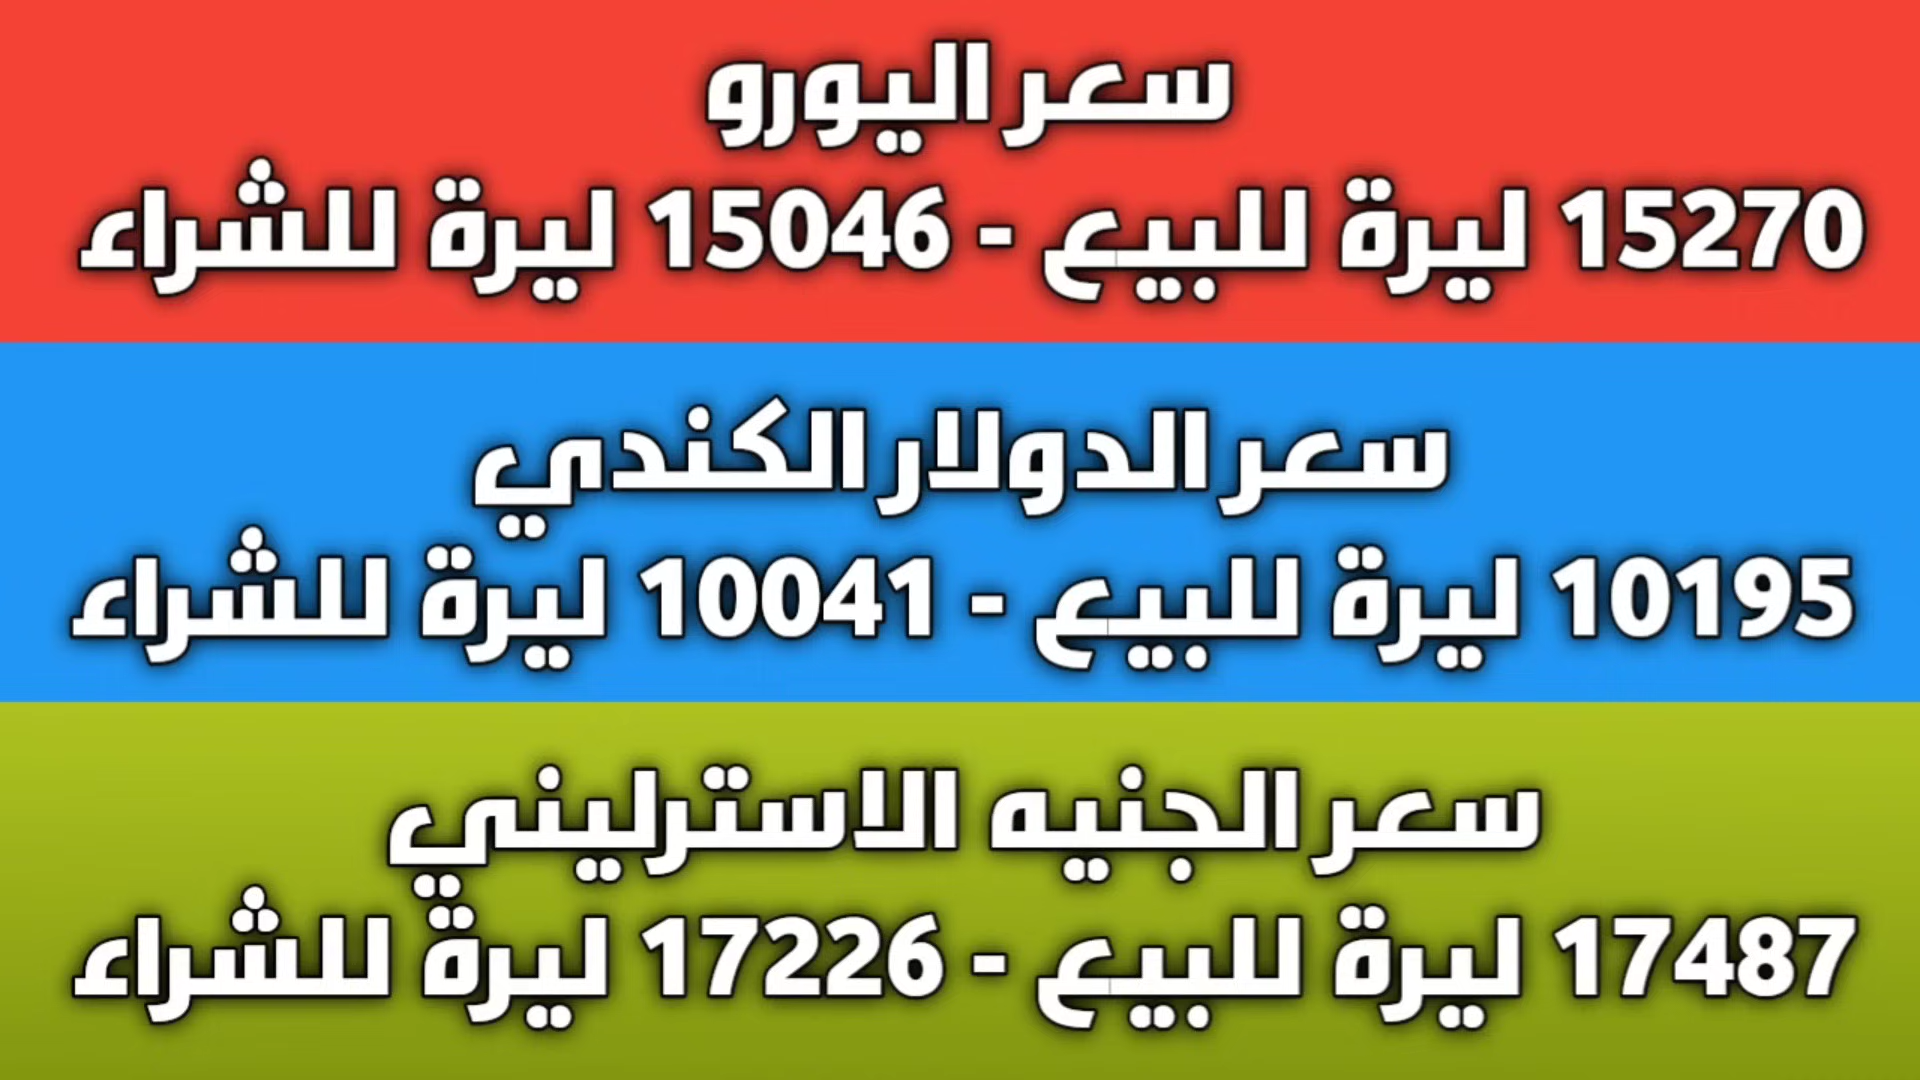 سعر اليورو
15270 ليرة للبيع - 15046 ليرة للشراء
سعر الدولار الكندي
10195 ليرة للبيع - 10041 ليرة للشراء
سعر الجنيه الاسترليني
17487 ليرة للبيع - 17226 ليرة للشراء